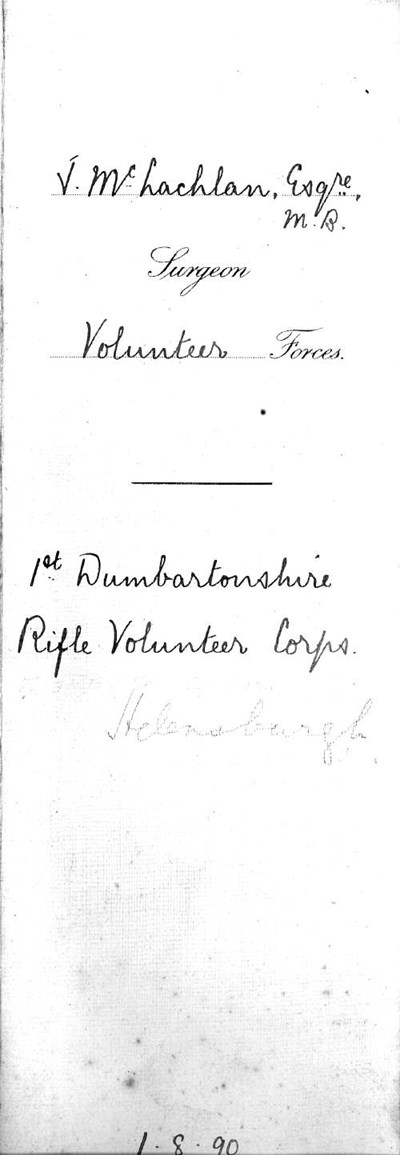 J. McLachlan, Esqre,
M.B.
Surgeon
Volunteer Forces.
1st Dumbartonshire
Rifle Volunteer Corps.
Helensburgh
1.8.90